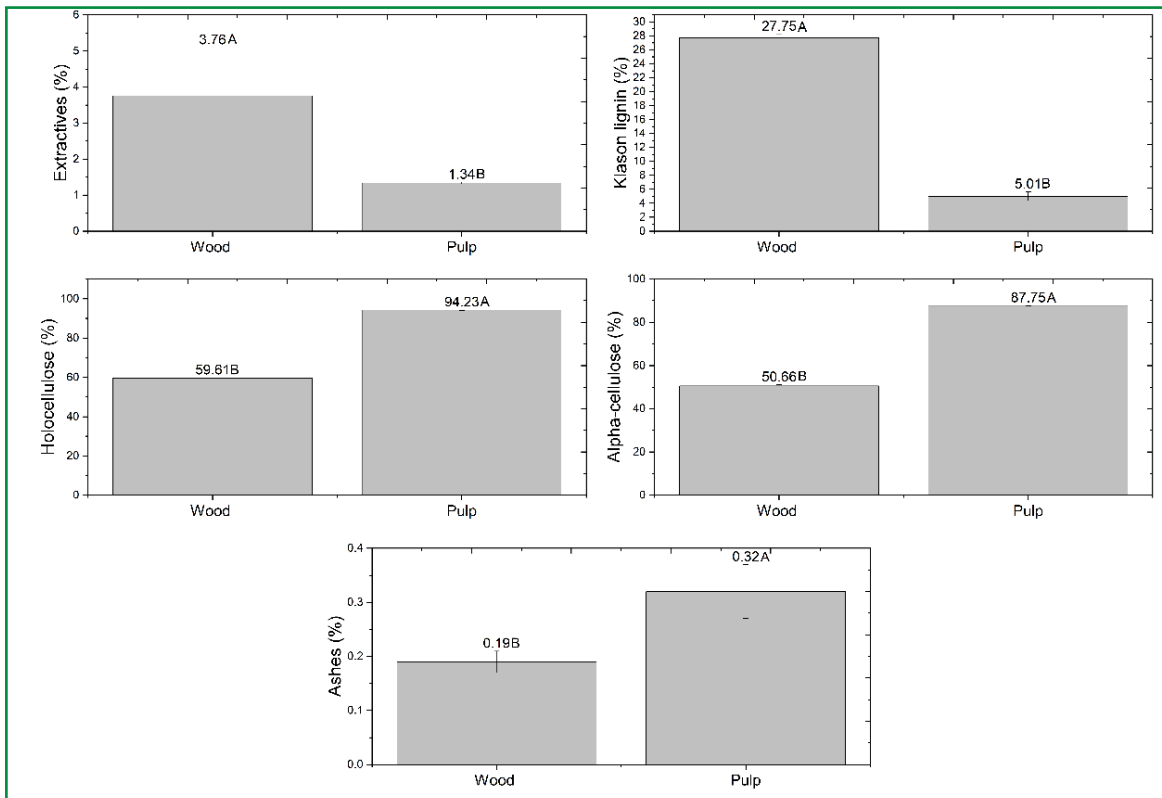 Extractives (%)
6
5
4
3
2
1
0
3.76A
1.34B
Wood
Pulp
Klason lignin (%)
30
28
26
24
22
20
18
16
14
12
10
8
6
4
2
0
27.75A
5.01B
Wood
Pulp
Holocellulose (%)
100
80
60
40
20
0
59.61B
94.23A
Wood
Pulp
Alpha-cellulose (%)
100
80
60
40
20
0
50.66B
87.75A
Wood
Pulp
Ashes (%)
0.4
0.3
0.2
0.1
0.0
0.19B
0.32A
Wood
Pulp